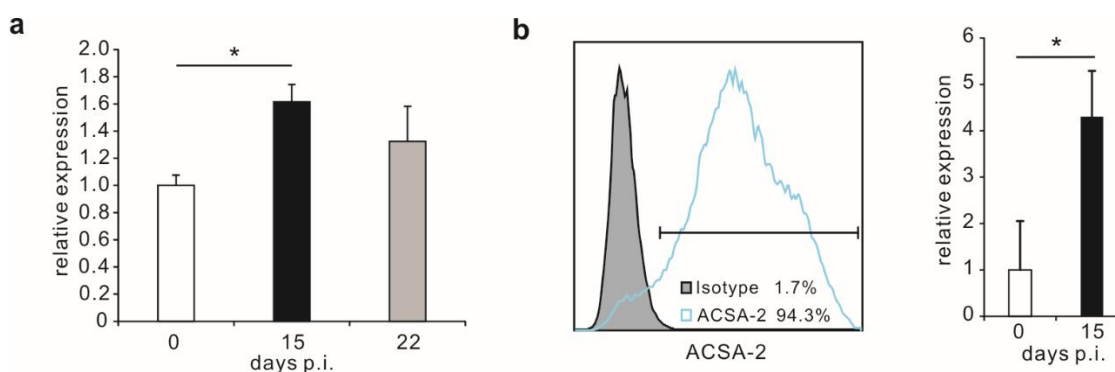 a
*
relative expression
2.0
1.8
1.6
1.4
1.2
1.0
0.8
0.6
0.4
0.2
0
0 15 22
days p.i.
b
Isotype 1.7%
ACSA-2 94.3%
ACSA-2
*
relative expression
6
5
4
3
2
1
0
0 15
days p.i.